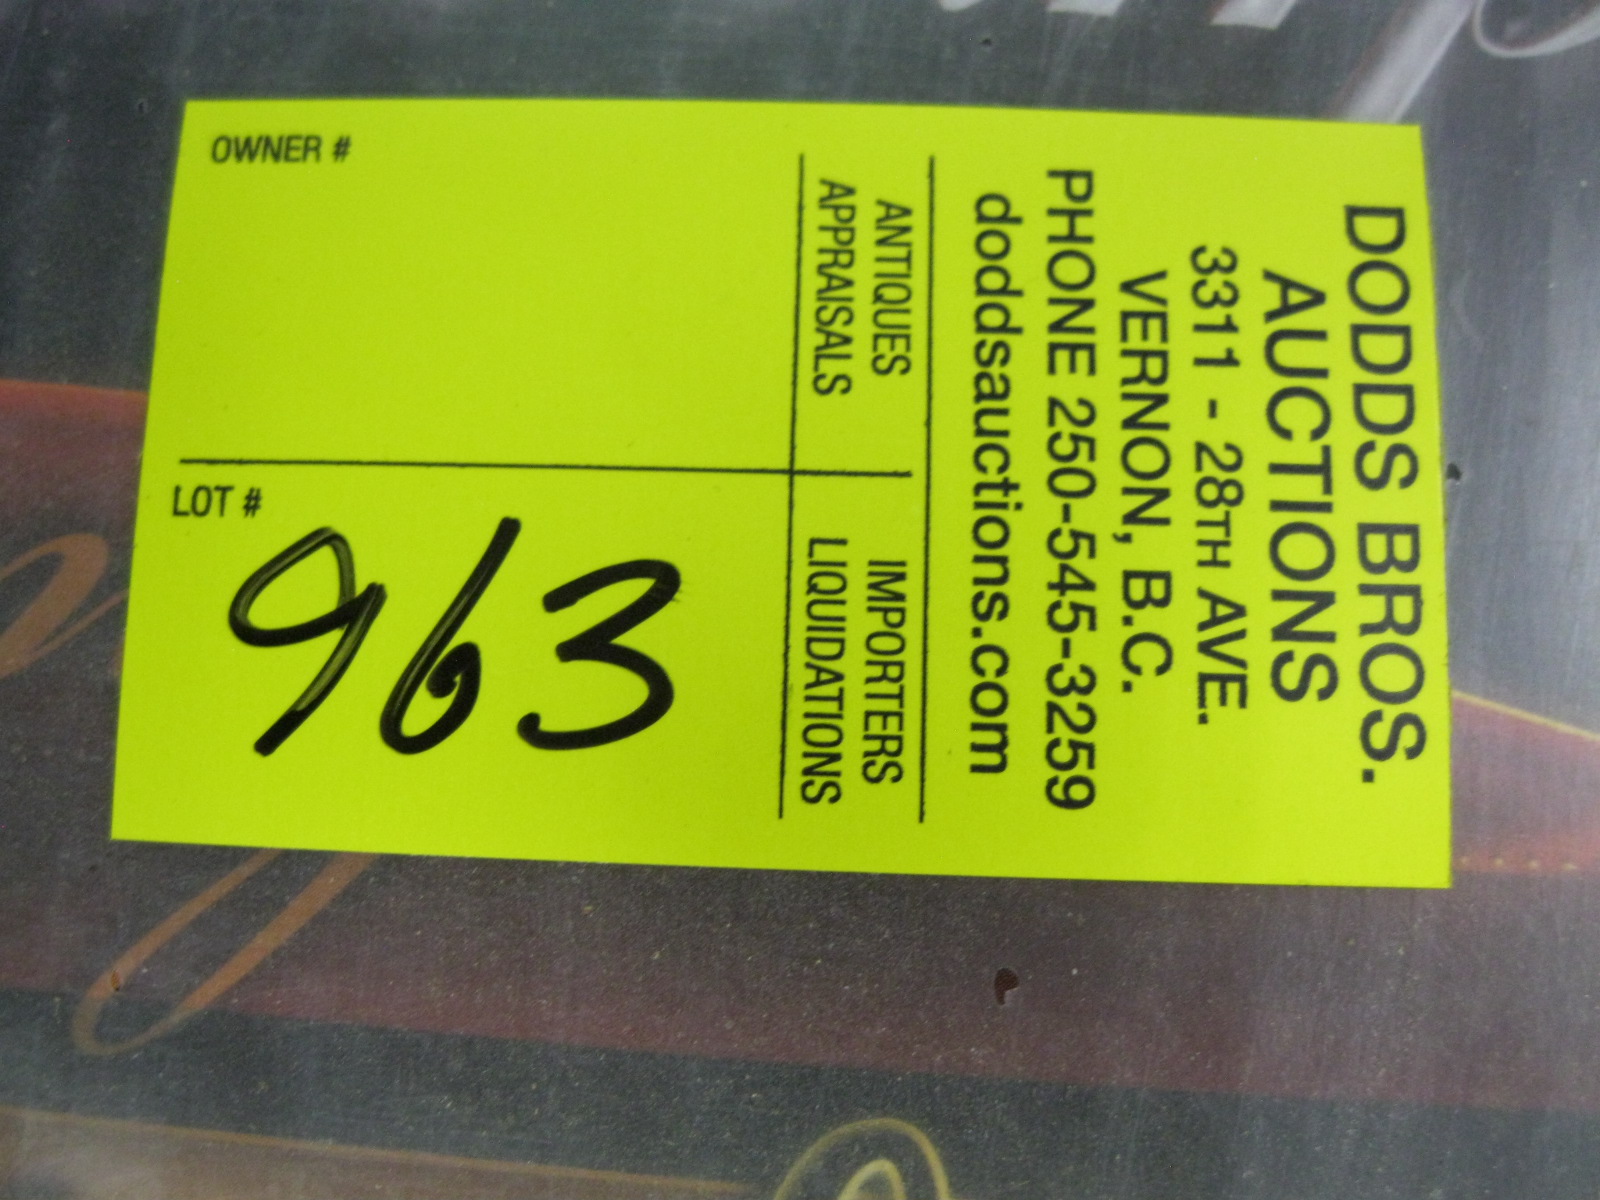 DODDS BROS.
AUCTIONS
3311 - 28TH AVE.
VERNON, B.C.
PHONE 250-545-3259
doddsauctions.com
ANTIQUES
APPRAISALS
IMPORTERS
LIQUIDATIONS
OWNER #
LOT #
963